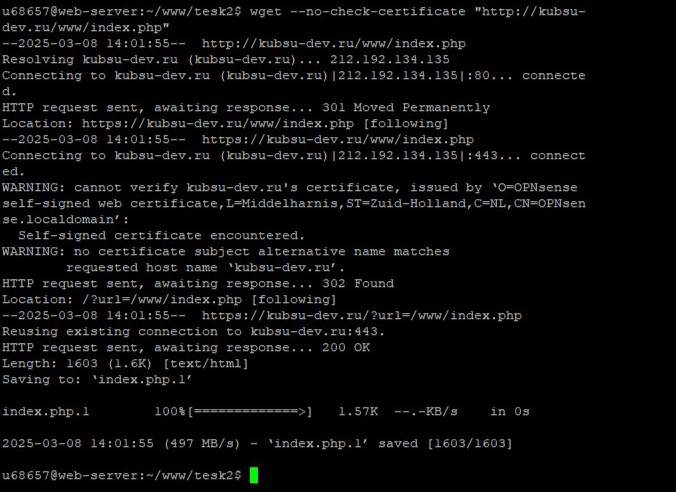 u68657@web-server:~/www/tesk2$ wget --no-check-certificate "http://kubsu-
dev.ru/www/index.php"
--2025-03-08 14:01:55--  http://kubsu-dev.ru/www/index.php
Resolving kubsu-dev.ru (kubsu-dev.ru)... 212.192.134.135
Connecting to kubsu-dev.ru (kubsu-dev.ru)|212.192.134.135|:80... connecte
d.
HTTP request sent, awaiting response... 301 Moved Permanently
Location: https://kubsu-dev.ru/www/index.php [following]
--2025-03-08 14:01:55--  https://kubsu-dev.ru/www/index.php
Connecting to kubsu-dev.ru (kubsu-dev.ru)|212.192.134.135|:443... connect
ed.
WARNING: cannot verify kubsu-dev.ru's certificate, issued by ‘O=OPNsense
self-signed web certificate,L=Middelharnis,ST=Zuid-Holland,C=NL,CN=OPNsen
se.localdomain’:
  Self-signed certificate encountered.
WARNING: no certificate subject alternative name matches
        requested host name ‘kubsu-dev.ru’.
HTTP request sent, awaiting response... 302 Found
Location: /?url=/www/index.php [following]
--2025-03-08 14:01:55--  https://kubsu-dev.ru/?url=/www/index.php
Reusing existing connection to kubsu-dev.ru:443.
HTTP request sent, awaiting response... 200 OK
Length: 1603 (1.6K) [text/html]
Saving to: ‘index.php.1’

index.php.1         100%[=============>]   1.57K  --.-KB/s    in 0s

2025-03-08 14:01:55 (497 MB/s) - ‘index.php.1’ saved [1603/1603]

u68657@web-server:~/www/tesk2$